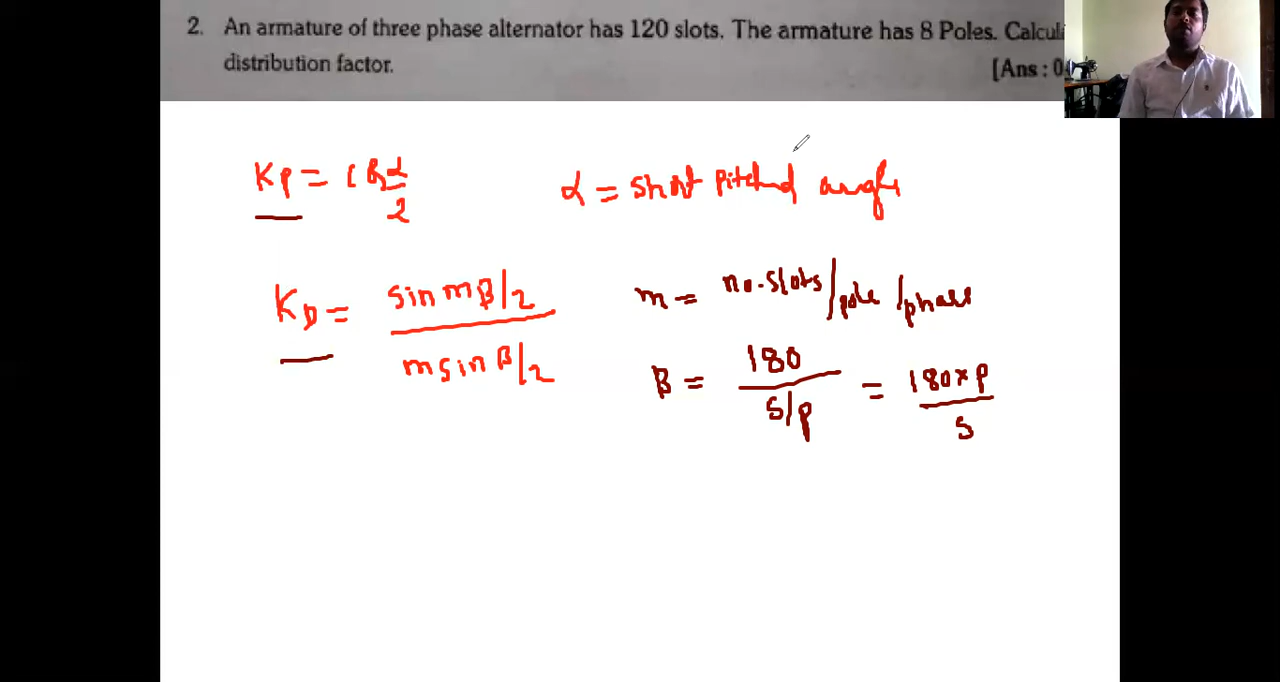 2. An armature of three phase alternator has 120 slots. The armature has 8 Poles. Calcul
distribution factor. [Ans : 0
KP = Cos α/2 α = short pitched angle
KD = sin mβ/2 / m sin β/2 m = no. slots/pole/phase
β = 180 / s/p = 180 × p / s